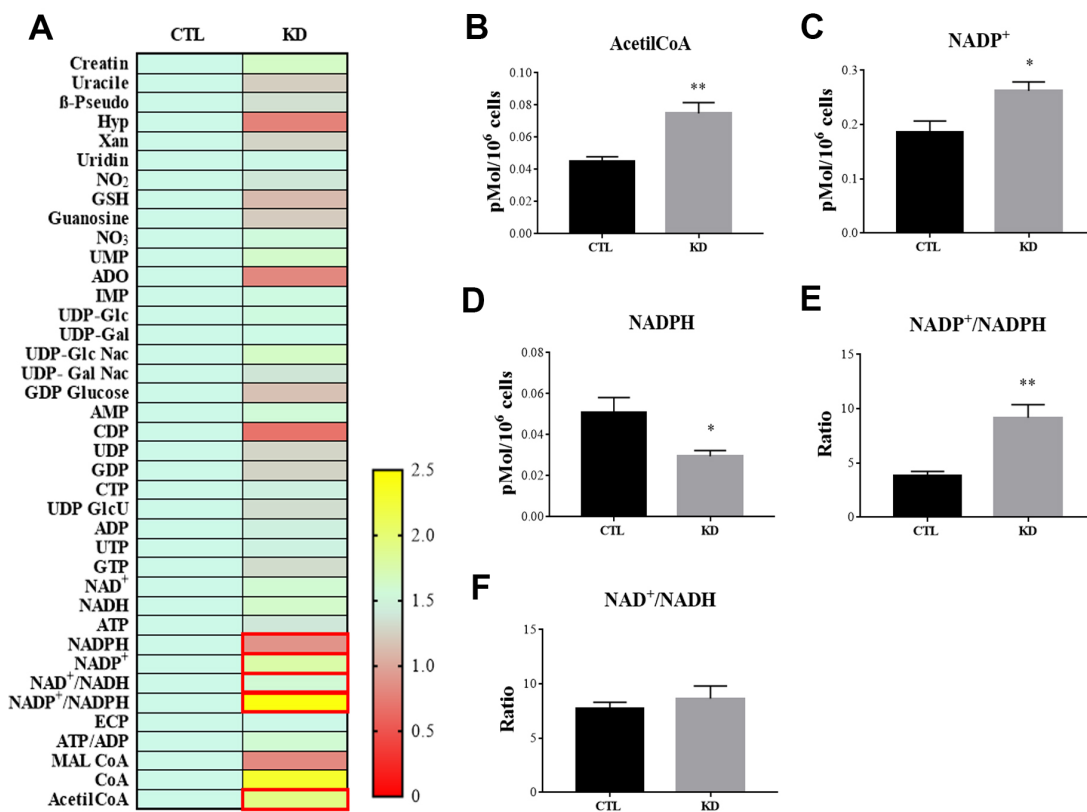 A
CTL KD
Creatin
Uracile
ß-Pseudo
Hyp
Xan
Uridin
NO2
GSH
Guanosine
NO3
UMP
ADO
IMP
UDP-Glc
UDP-Gal
UDP-Glc Nac
UDP- Gal Nac
GDP Glucose
AMP
CDP
UDP
GDP
CTP
UDP GlcU
ADP
UTP
GTP
NAD+
NADH
ATP
NADPH
NADP+
NAD+/NADH
NADP+/NADPH
ECP
ATP/ADP
MAL CoA
CoA
AcetilCoA
2.5
2.0
1.5
1.0
0.5
0
B
AcetilCoA
pMol/10^6 cells
0.10
0.08
0.06
0.04
0.02
0.00
**
CTL KD
C
NADP+
pMol/10^6 cells
0.3
0.2
0.1
0.0
*
CTL KD
D
NADPH
pMol/10^6 cells
0.08
0.06
0.04
0.02
0.00
*
CTL KD
E
NADP+/NADPH
Ratio
15
10
5
0
**
CTL KD
F
NAD+/NADH
Ratio
15
10
5
0
CTL KD